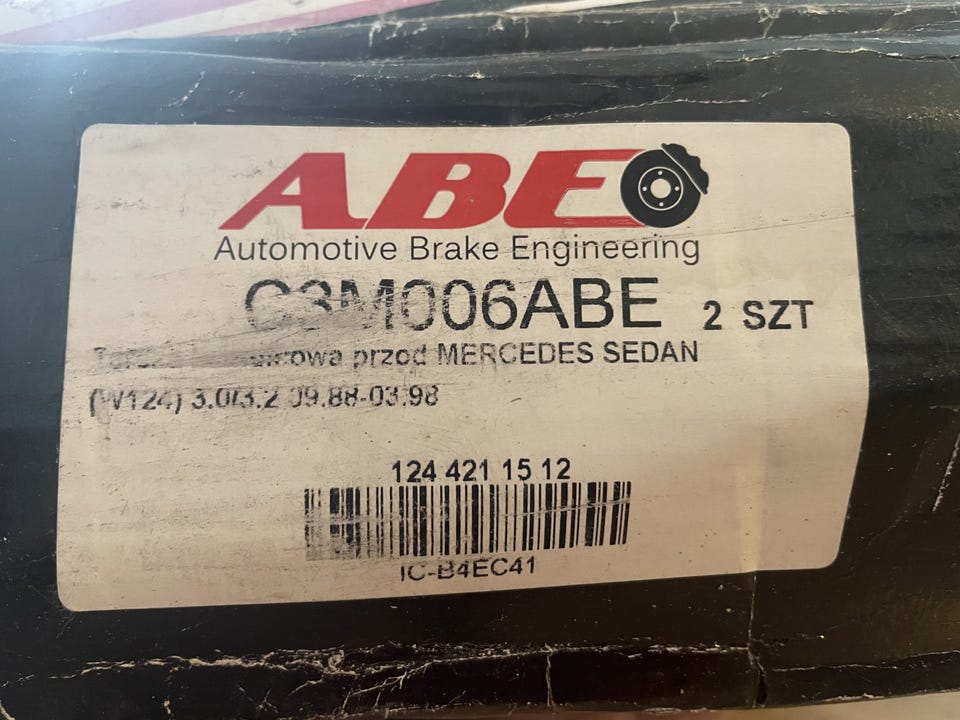 ABE
Automotive Brake Engineering
C3M006ABE 2 SZT
przod MERCEDES SEDAN
(W124) 3.0/3.2 09.88-03.98
124 421 15 12
IC-B4EC41